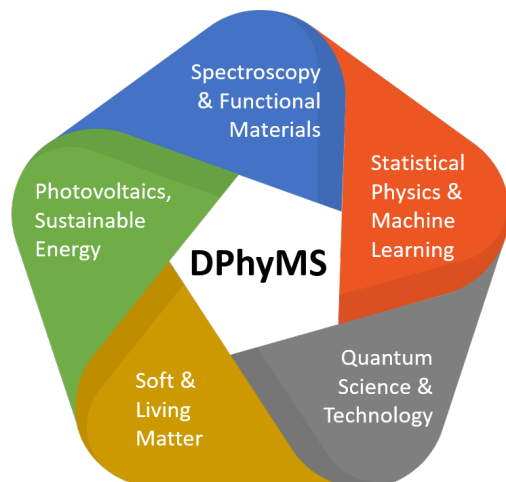 Spectroscopy
& Functional
Materials
Statistical
Physics &
Machine
Learning
Photovoltaics,
Sustainable
Energy
DPhyMS
Quantum
Science &
Technology
Soft &
Living
Matter